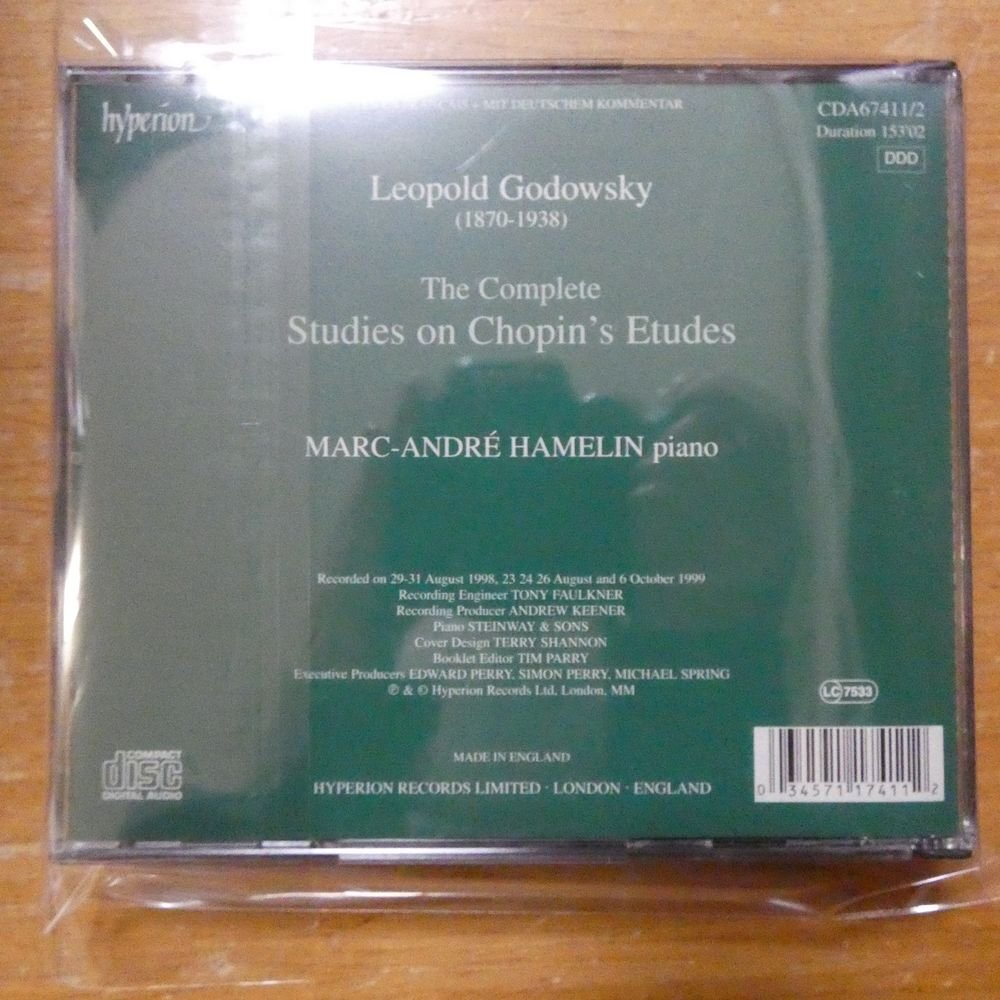 hyperion
+ MIT DEUTSCHEM KOMMENTAR
CDA67411/2
Duration 153'02
DDD
Leopold Godowsky
(1870-1938)
The Complete
Studies on Chopin's Etudes
MARC-ANDRÉ HAMELIN piano
Recorded on 29-31 August 1998, 23 24 26 August and 6 October 1999
Recording Engineer TONY FAULKNER
Recording Producer ANDREW KEENER
Piano STEINWAY & SONS
Cover Design TERRY SHANNON
Booklet Editor TIM PARRY
Executive Producers EDWARD PERRY, SIMON PERRY, MICHAEL SPRING
℗ & © Hyperion Records Ltd, London, MM
LC 7533
COMPACT
disc
DIGITAL AUDIO
MADE IN ENGLAND
HYPERION RECORDS LIMITED · LONDON · ENGLAND
0 34571 17411 2